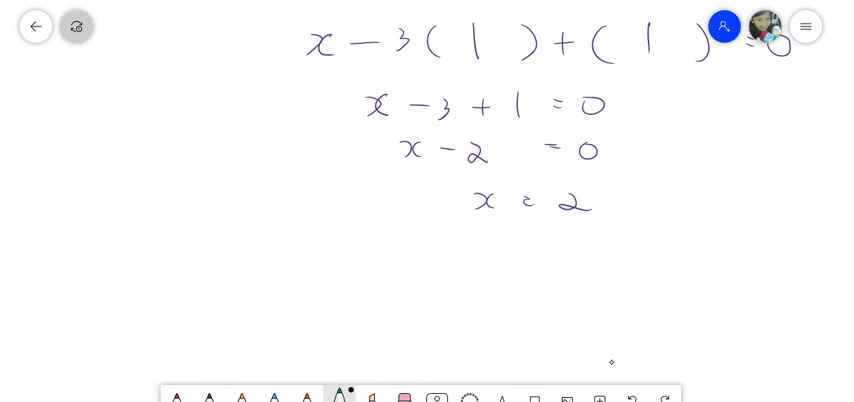 x - 3 ( 1 ) + ( 1 ) = 0
x - 3 + 1 = 0
x - 2 = 0
x = 2